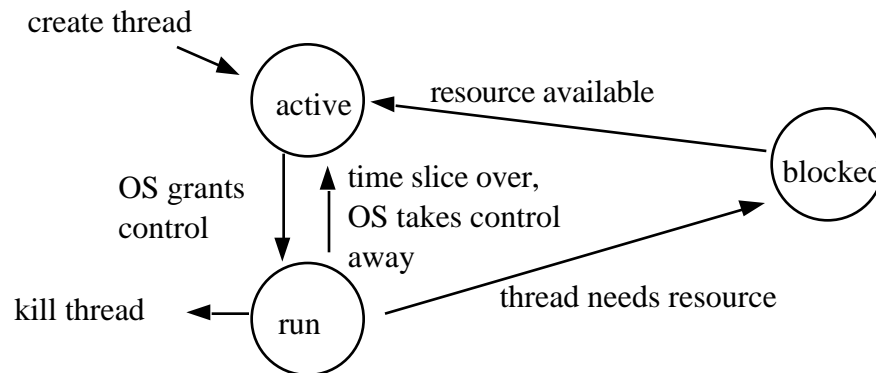 create thread
active
resource available
blocked
OS grants
control
time slice over,
OS takes control
away
kill thread
run
thread needs resource